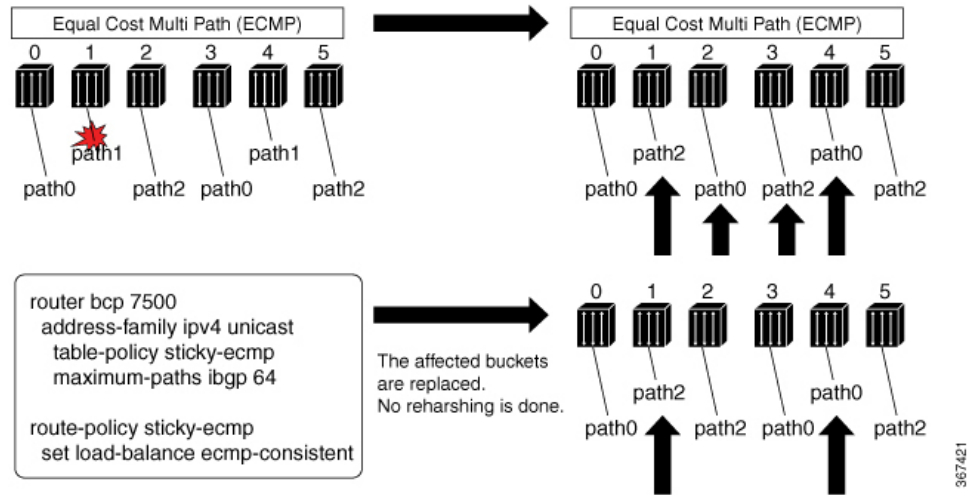 Equal Cost Multi Path (ECMP)
0 1 2 3 4 5
path1 path1
path0 path2 path0 path2
Equal Cost Multi Path (ECMP)
0 1 2 3 4 5
path2 path0
path0 path0 path2 path2
router bcp 7500
address-family ipv4 unicast
table-policy sticky-ecmp
maximum-paths ibgp 64
route-policy sticky-ecmp
set load-balance ecmp-consistent
The affected buckets
are replaced.
No reharshing is done.
0 1 2 3 4 5
path2 path0
path0 path2 path0 path2
367421